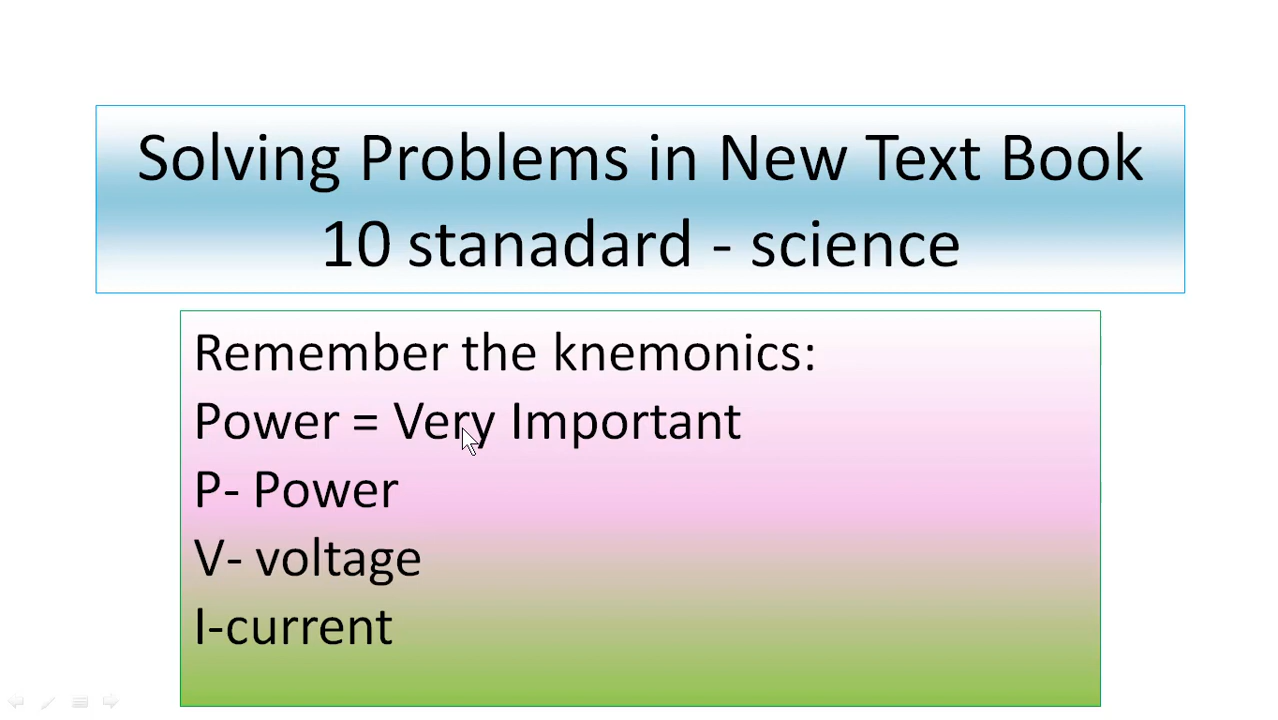 Solving Problems in New Text Book
10 stanadard - science
Remember the knemonics:
Power = Very Important
P- Power
V- voltage
I-current